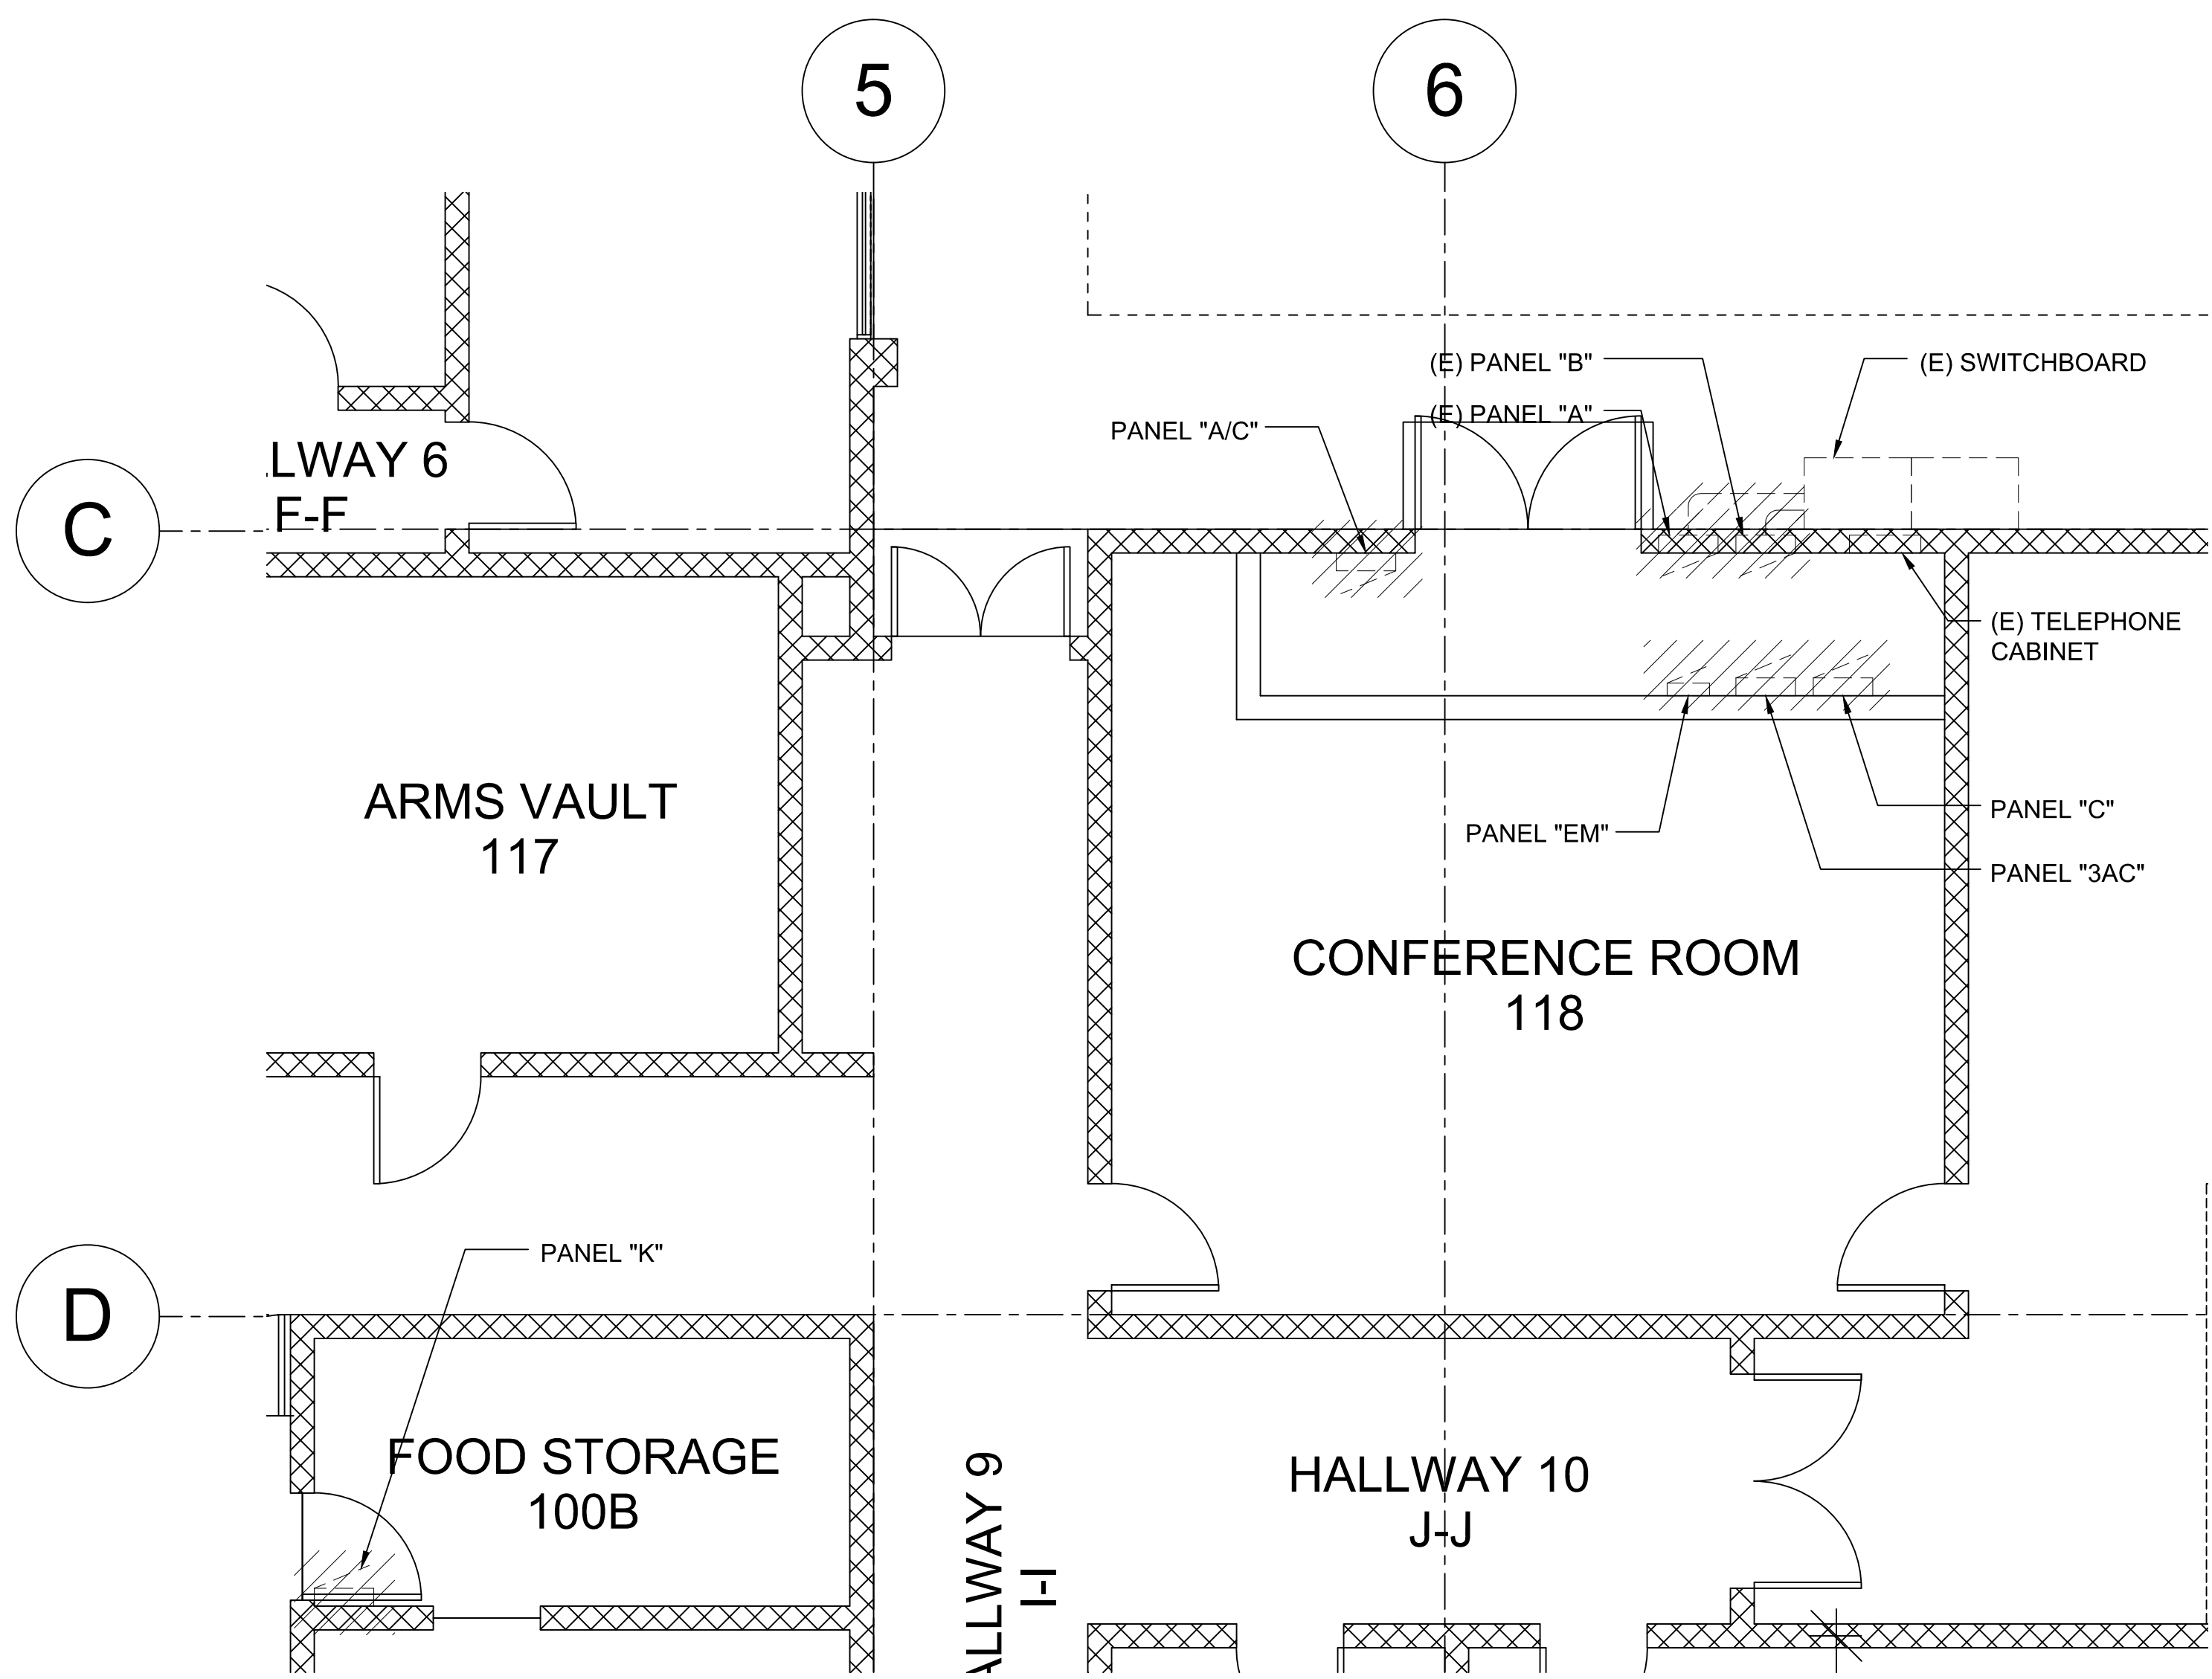 5
6
(E) PANEL "B"
(E) SWITCHBOARD
(E) PANEL "A"
PANEL "A/C"
LWAY 6
F-F
C
(E) TELEPHONE
CABINET
ARMS VAULT
117
PANEL "C"
PANEL "EM"
PANEL "3AC"
CONFERENCE ROOM
118
PANEL "K"
D
FOOD STORAGE
100B
HALLWAY 10
J-J
ALLWAY 9
I-I